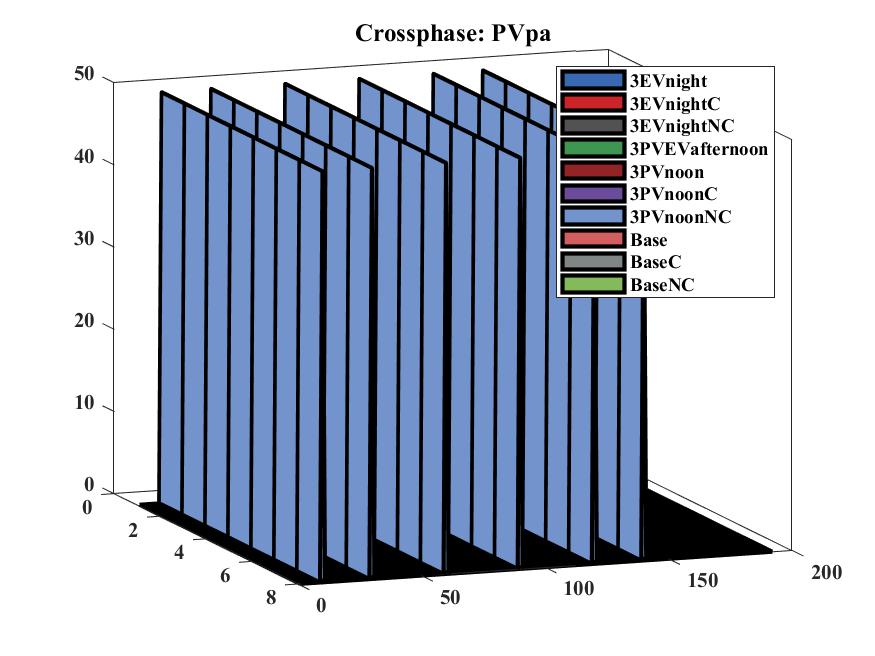 Crossphase: PVpa
50
40
30
20
10
0
0
2
4
6
8
0
50
100
150
200
3EVnight
3EVnightC
3EVnightNC
3PVEVafternoon
3PVnoon
3PVnoonC
3PVnoonNC
Base
BaseC
BaseNC